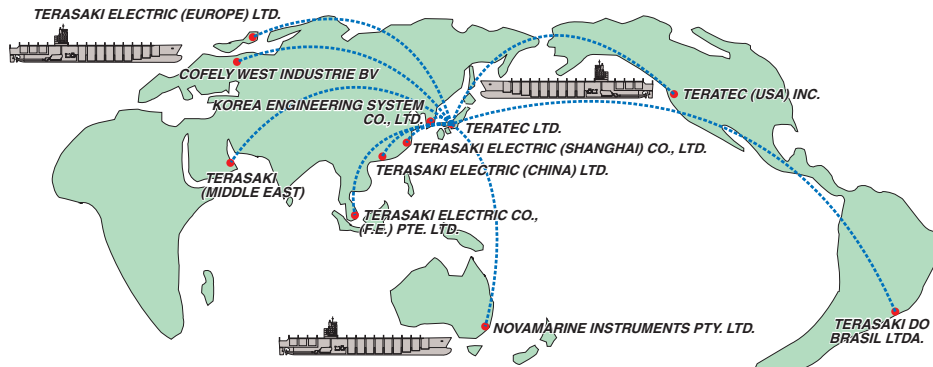 TERASAKI ELECTRIC (EUROPE) LTD.
COFELY WEST INDUSTRIE BV
KOREA ENGINEERING SYSTEM
CO., LTD.
TERATEC (USA) INC.
TERATEC LTD.
TERASAKI ELECTRIC (SHANGHAI) CO., LTD.
TERASAKI ELECTRIC (CHINA) LTD.
TERASAKI
(MIDDLE EAST)
TERASAKI ELECTRIC CO.,
(F.E.) PTE. LTD.
NOVAMARINE INSTRUMENTS PTY. LTD.
TERASAKI DO
BRASIL LTDA.